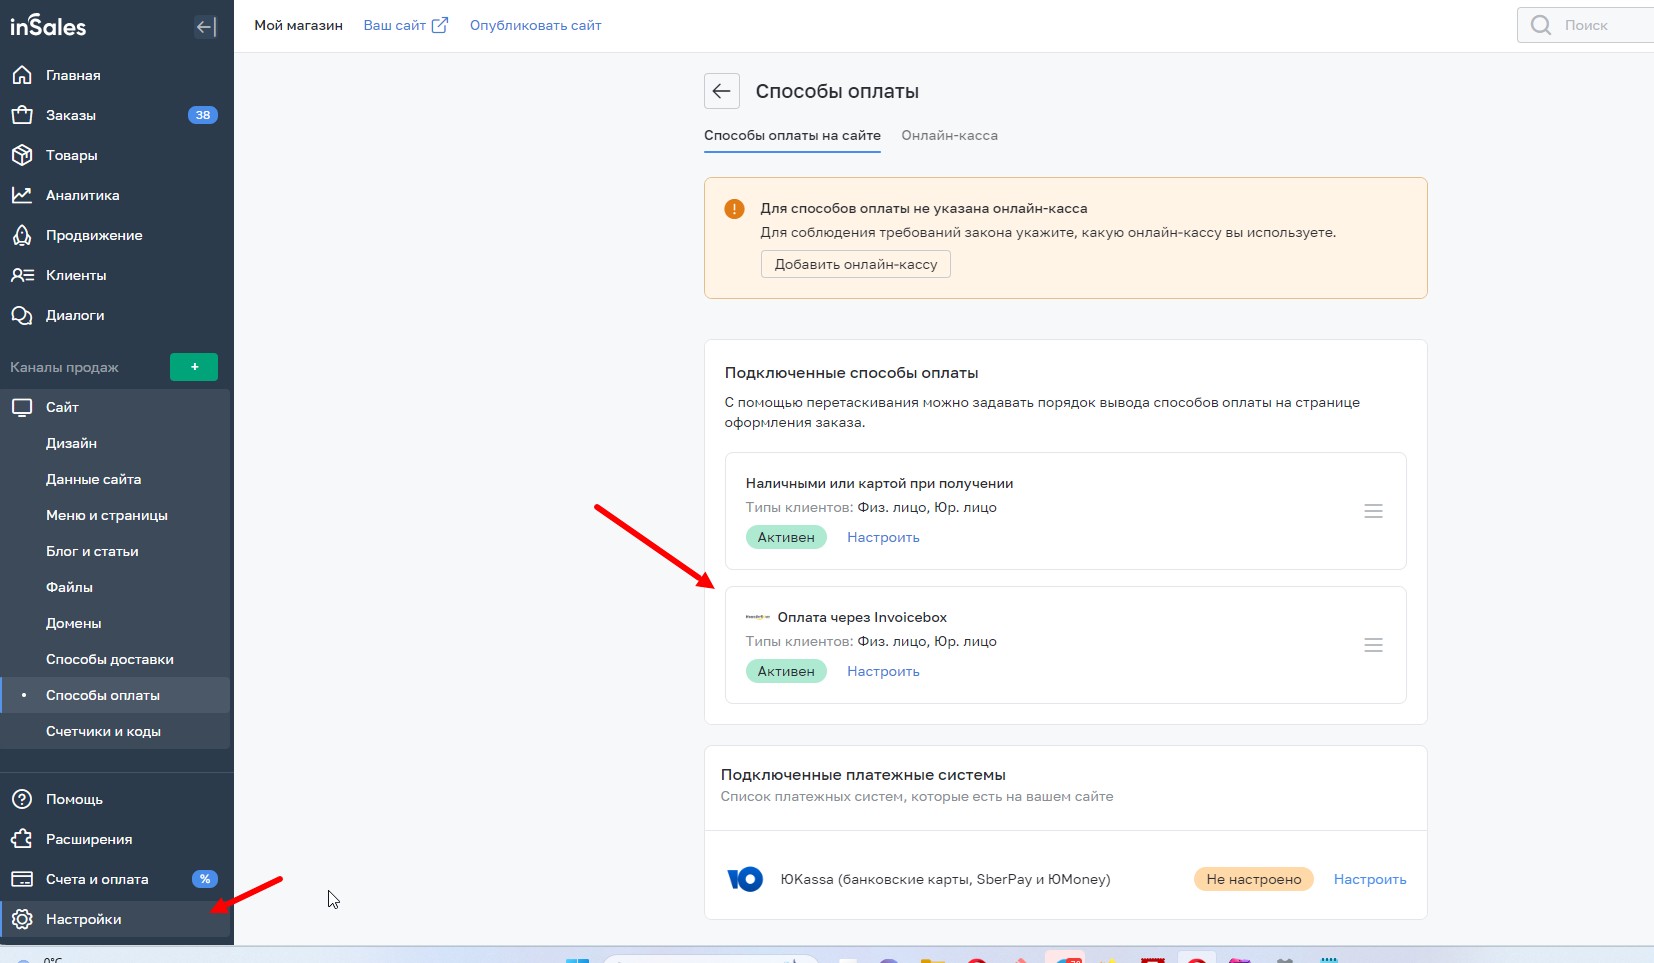 inSales
Мой магазин
Ваш сайт
Опубликовать сайт
Поиск
Главная
Заказы
38
Товары
Аналитика
Продвижение
Клиенты
Диалоги
Каналы продаж
+
Сайт
Дизайн
Данные сайта
Меню и страницы
Блог и статьи
Файлы
Домены
Способы доставки
Способы оплаты
Счетчики и коды
Помощь
Расширения
Счета и оплата
%
Настройки
Способы оплаты
Способы оплаты на сайте
Онлайн-касса
Для способов оплаты не указана онлайн-касса
Для соблюдения требований закона укажите, какую онлайн-кассу вы используете.
Добавить онлайн-кассу
Подключенные способы оплаты
С помощью перетаскивания можно задавать порядок вывода способов оплаты на странице
оформления заказа.
Наличными или картой при получении
Типы клиентов: Физ. лицо, Юр. лицо
Активен
Настроить
Оплата через Invoicebox
Типы клиентов: Физ. лицо, Юр. лицо
Активен
Настроить
Подключенные платежные системы
Список платежных систем, которые есть на вашем сайте
ЮKassa (банковские карты, SberPay и ЮMoney)
Не настроено
Настроить
0°C